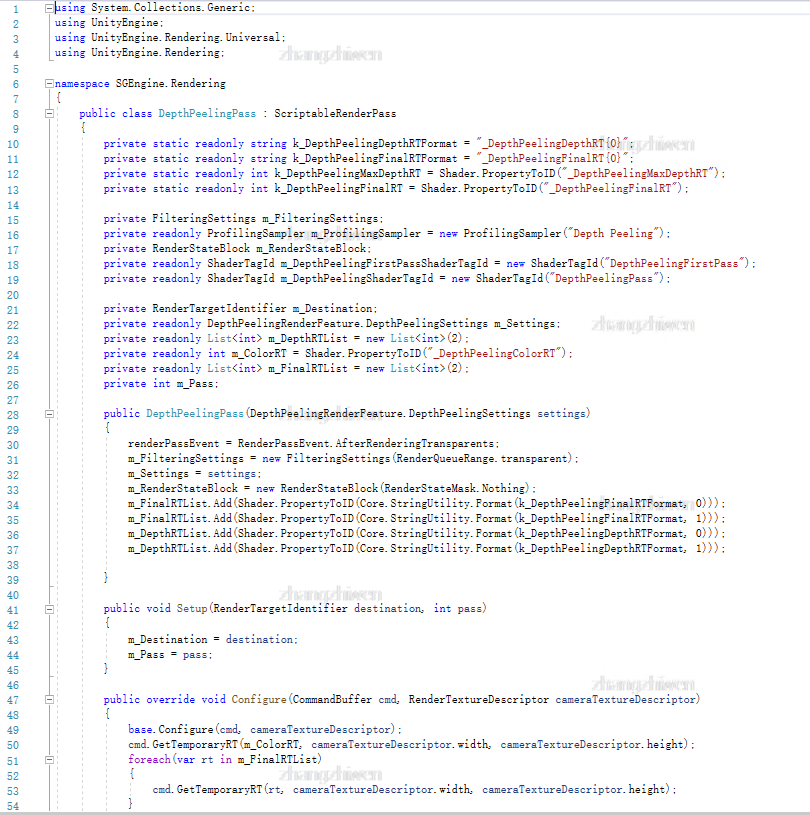 1 using System.Collections.Generic;
2 using UnityEngine;
3 using UnityEngine.Rendering.Universal;
4 using UnityEngine.Rendering;
zhangzhiwen
5
6 namespace SGEngine.Rendering
7 {
8 public class DepthPeelingPass : ScriptableRenderPass
9 {
10 private static readonly string k_DepthPeelingDepthRTFormat = "_DepthPeelingDepthRT{0}";
zhangzhiwen
11 private static readonly string k_DepthPeelingFinalRTFormat = "_DepthPeelingFinalRT{0}";
12 private static readonly int k_DepthPeelingMaxDepthRT = Shader.PropertyToID("_DepthPeelingMaxDepthRT");
13 private static readonly int k_DepthPeelingFinalRT = Shader.PropertyToID("_DepthPeelingFinalRT");
14
15 private FilteringSettings m_FilteringSettings;
16 private readonly ProfilingSampler m_ProfilingSampler = new ProfilingSampler("Depth Peeling");
zhangzhiwen
17 private RenderStateBlock m_RenderStateBlock;
18 private readonly ShaderTagId m_DepthPeelingFirstPassShaderTagId = new ShaderTagId("DepthPeelingFirstPass");
19 private readonly ShaderTagId m_DepthPeelingShaderTagId = new ShaderTagId("DepthPeelingPass");
20
21 private RenderTargetIdentifier m_Destination;
22 private readonly DepthPeelingRenderFeature.DepthPeelingSettings m_Settings;
zhangzhiwen
23 private readonly List<int> m_DepthRTList = new List<int>(2);
24 private readonly int m_ColorRT = Shader.PropertyToID("_DepthPeelingColorRT");
25 private readonly List<int> m_FinalRTList = new List<int>(2);
26 private int m_Pass;
27
28 public DepthPeelingPass(DepthPeelingRenderFeature.DepthPeelingSettings settings)
zhangzhiwen
29 {
30 renderPassEvent = RenderPassEvent.AfterRenderingTransparents;
31 m_FilteringSettings = new FilteringSettings(RenderQueueRange.transparent);
32 m_Settings = settings;
33 m_RenderStateBlock = new RenderStateBlock(RenderStateMask.Nothing);
34 m_FinalRTList.Add(Shader.PropertyToID(Core.StringUtility.Format(k_DepthPeelingFinalRTFormat, 0)));
zhangzhiwen
35 m_FinalRTList.Add(Shader.PropertyToID(Core.StringUtility.Format(k_DepthPeelingFinalRTFormat, 1)));
36 m_DepthRTList.Add(Shader.PropertyToID(Core.StringUtility.Format(k_DepthPeelingDepthRTFormat, 0)));
37 m_DepthRTList.Add(Shader.PropertyToID(Core.StringUtility.Format(k_DepthPeelingDepthRTFormat, 1)));
38
39 }
40
zhangzhiwen
41 public void Setup(RenderTargetIdentifier destination, int pass)
42 {
43 m_Destination = destination;
44 m_Pass = pass;
45 }
46
zhangzhiwen
47 public override void Configure(CommandBuffer cmd, RenderTextureDescriptor cameraTextureDescriptor)
48 {
49 base.Configure(cmd, cameraTextureDescriptor);
50 cmd.GetTemporaryRT(m_ColorRT, cameraTextureDescriptor.width, cameraTextureDescriptor.height);
51 foreach(var rt in m_FinalRTList)
52 {
zhangzhiwen
53 cmd.GetTemporaryRT(rt, cameraTextureDescriptor.width, cameraTextureDescriptor.height);
54 }